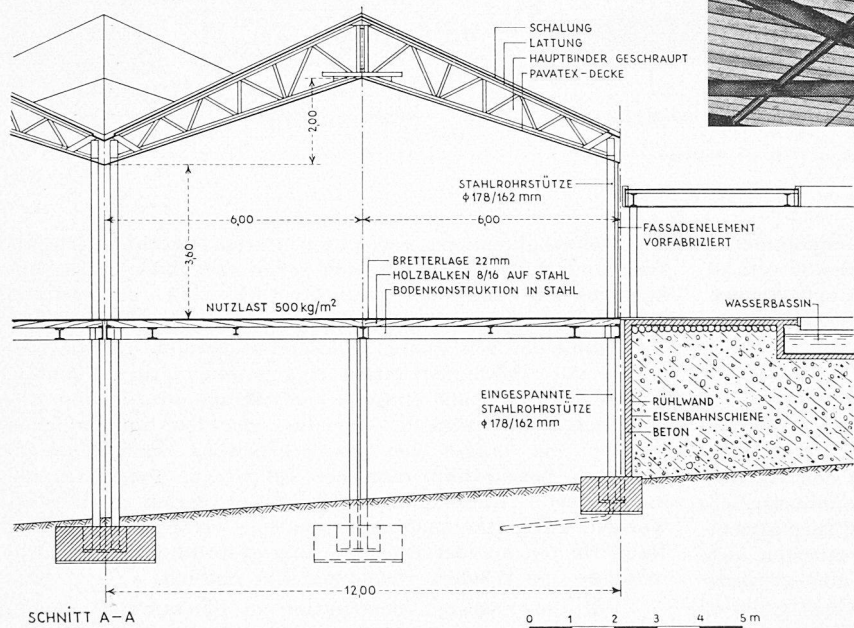 SCHALUNG
LATTUNG
HAUPTBINDER GESCHRAUPT
PAVATEX-DECKE
2,00
STAHLROHRSTÜTZE
ϕ 178/162 mm
6,00
6,00
3,60
FASSADENELEMENT
VORFABRIZIERT
BRETTERLAGE 22 mm
HOLZBALKEN 8/16 AUF STAHL
BODENKONSTRUKTION IN STAHL
NUTZLAST 500 kg/m²
WASSERBASSIN
EINGESPANNTE
STAHLROHRSTÜTZE
ϕ 178/162 mm
RÜHLWAND
EISENBAHNSCHIENE
BETON
12,00
SCHNITT A-A
0 1 2 3 4 5 m